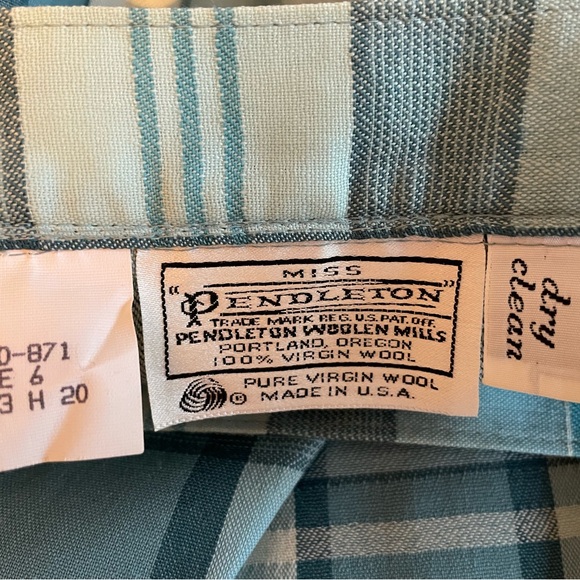 0-871
E 6
3 H 20
MISS
"PENDLETON"
TRADE MARK REG. U.S. PAT. OFF.
PENDLETON WOOLEN MILLS
PORTLAND, OREGON
100% VIRGIN WOOL
PURE VIRGIN WOOL
® MADE IN U.S.A.
dry
clean